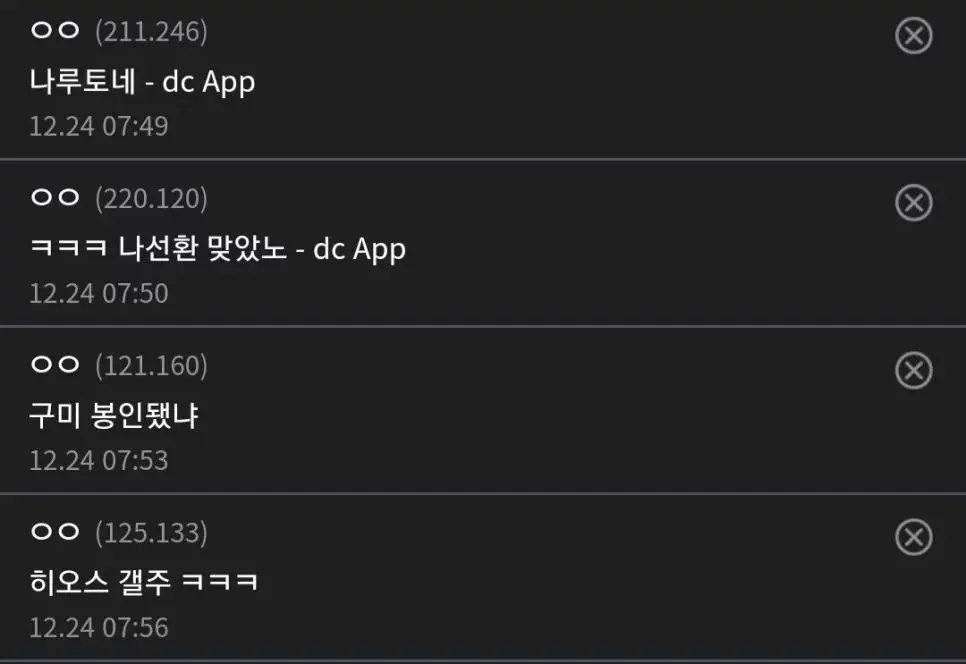 ㅇㅇ (211.246)
나루토네 - dc App
12.24 07:49
ㅇㅇ (220.120)
ㅋㅋㅋ 나선환 맞았노 - dc App
12.24 07:50
ㅇㅇ (121.160)
구미 봉인됐냐
12.24 07:53
ㅇㅇ (125.133)
히오스 갤주 ㅋㅋㅋ
12.24 07:56